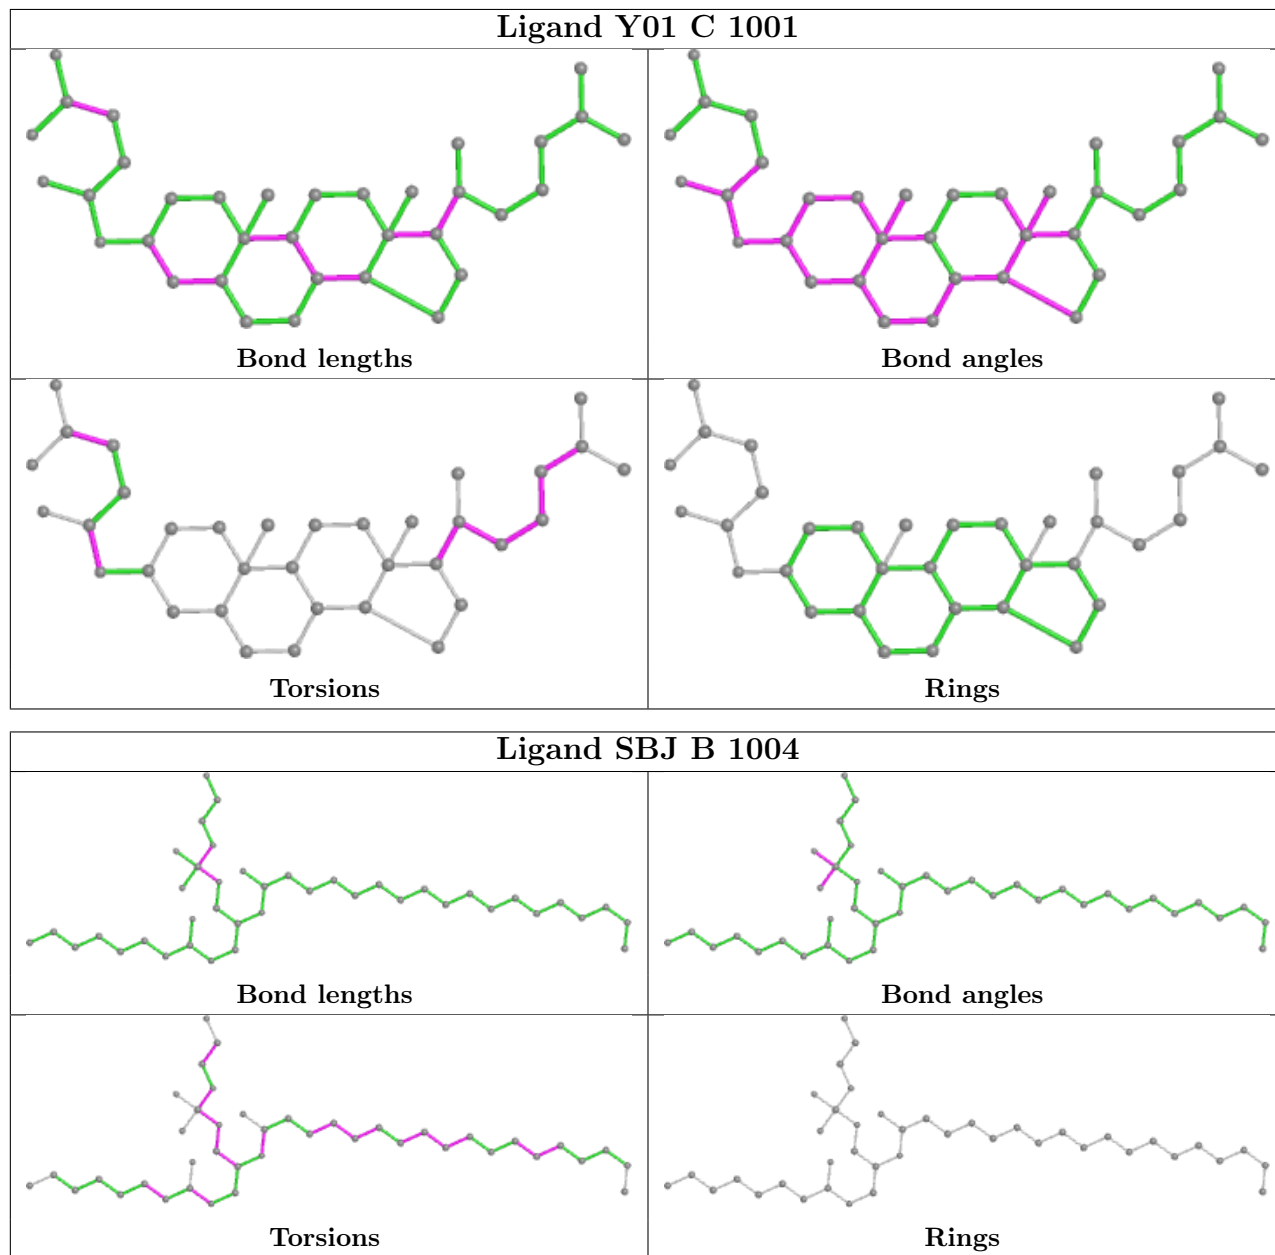 Ligand Y01 C 1001
Bond lengths
Bond angles
Torsions
Rings
Ligand SBJ B 1004
Bond lengths
Bond angles
Torsions
Rings